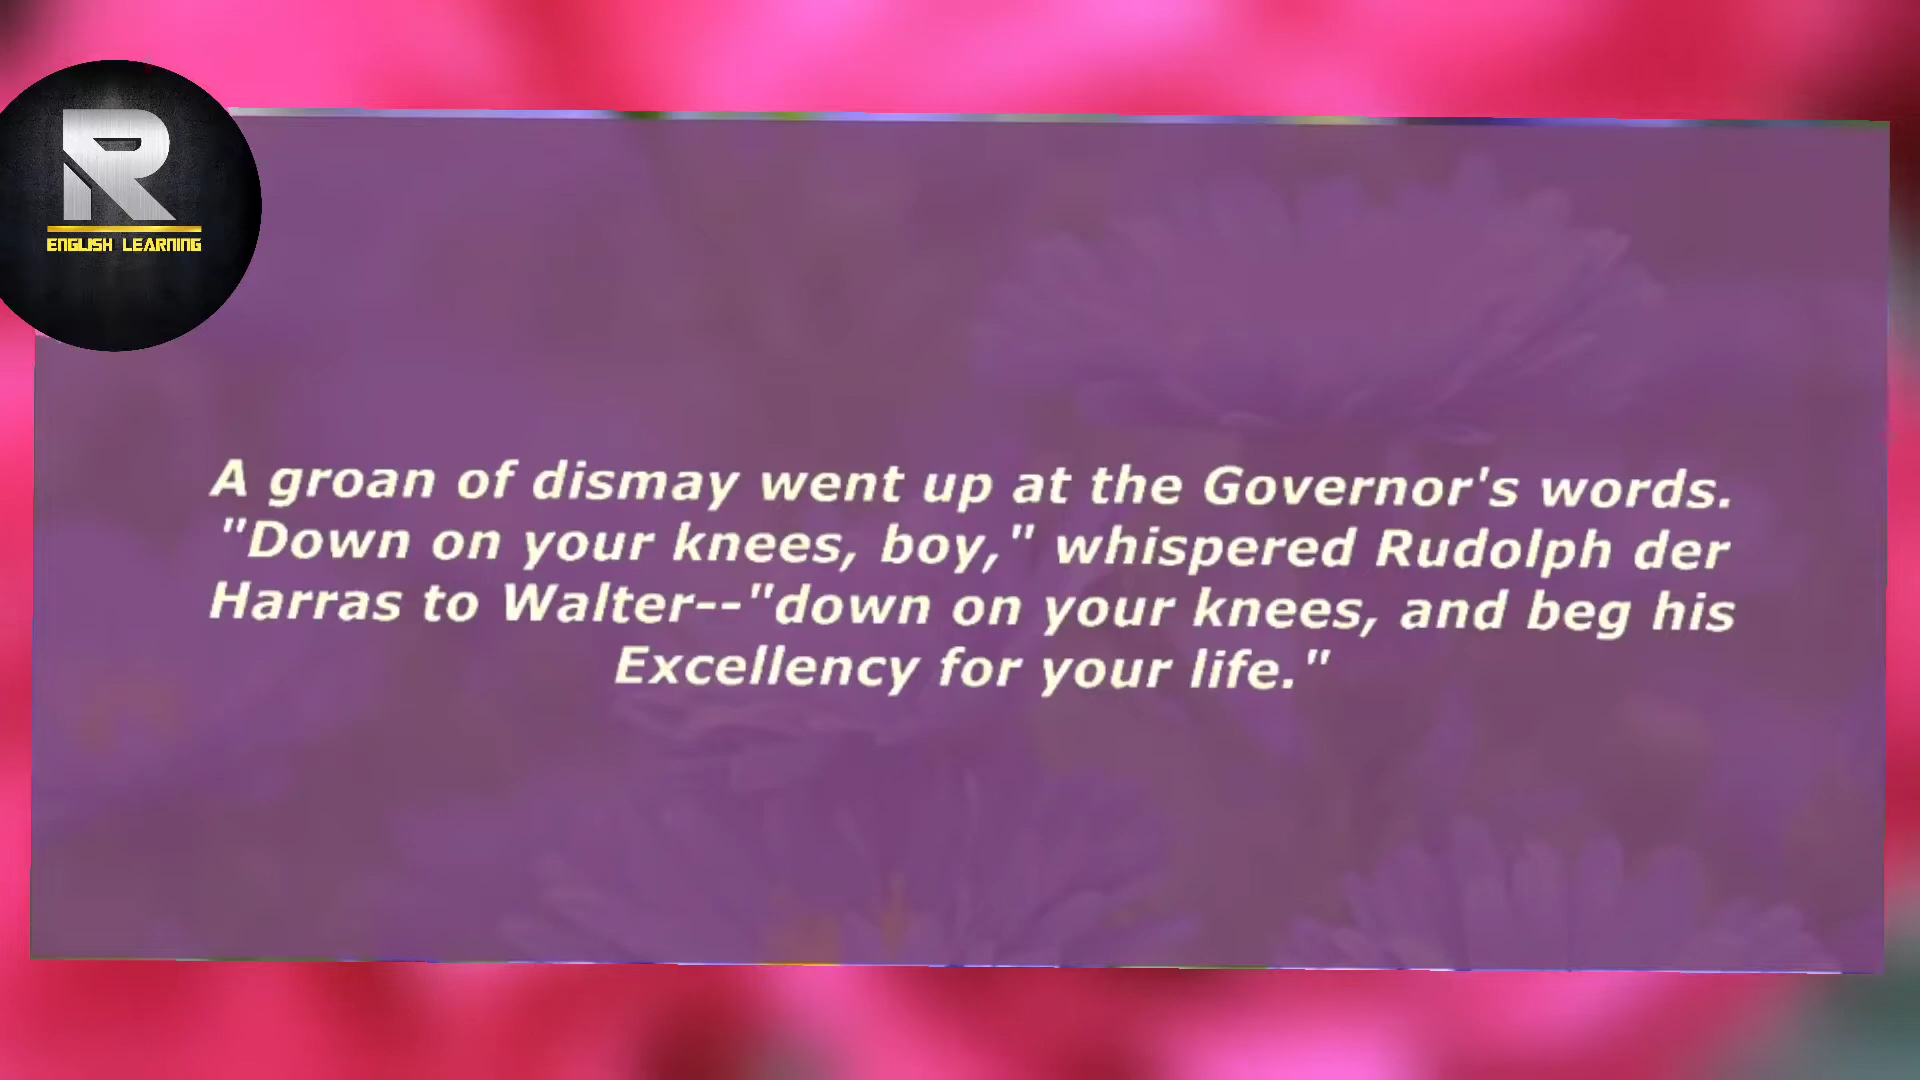 R
ENGLISH LEARNING
A groan of dismay went up at the Governor's words.
"Down on your knees, boy," whispered Rudolph der
Harras to Walter--"down on your knees, and beg his
Excellency for your life."